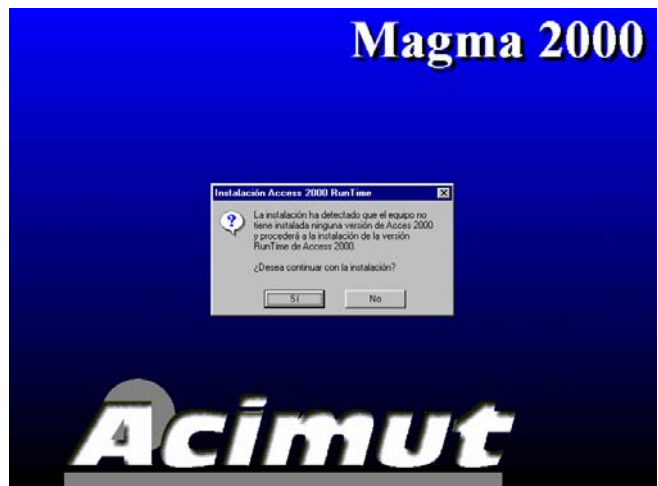 Magma 2000
Instalación Access 2000 RunTime
La instalación ha detectado que el equipo no
tiene instalada ninguna versión de Acces 2000
y procederá a la instalación de la versión
RunTime de Access 2000.
¿Desea continuar con la instalación?
Sí
No
Acimut